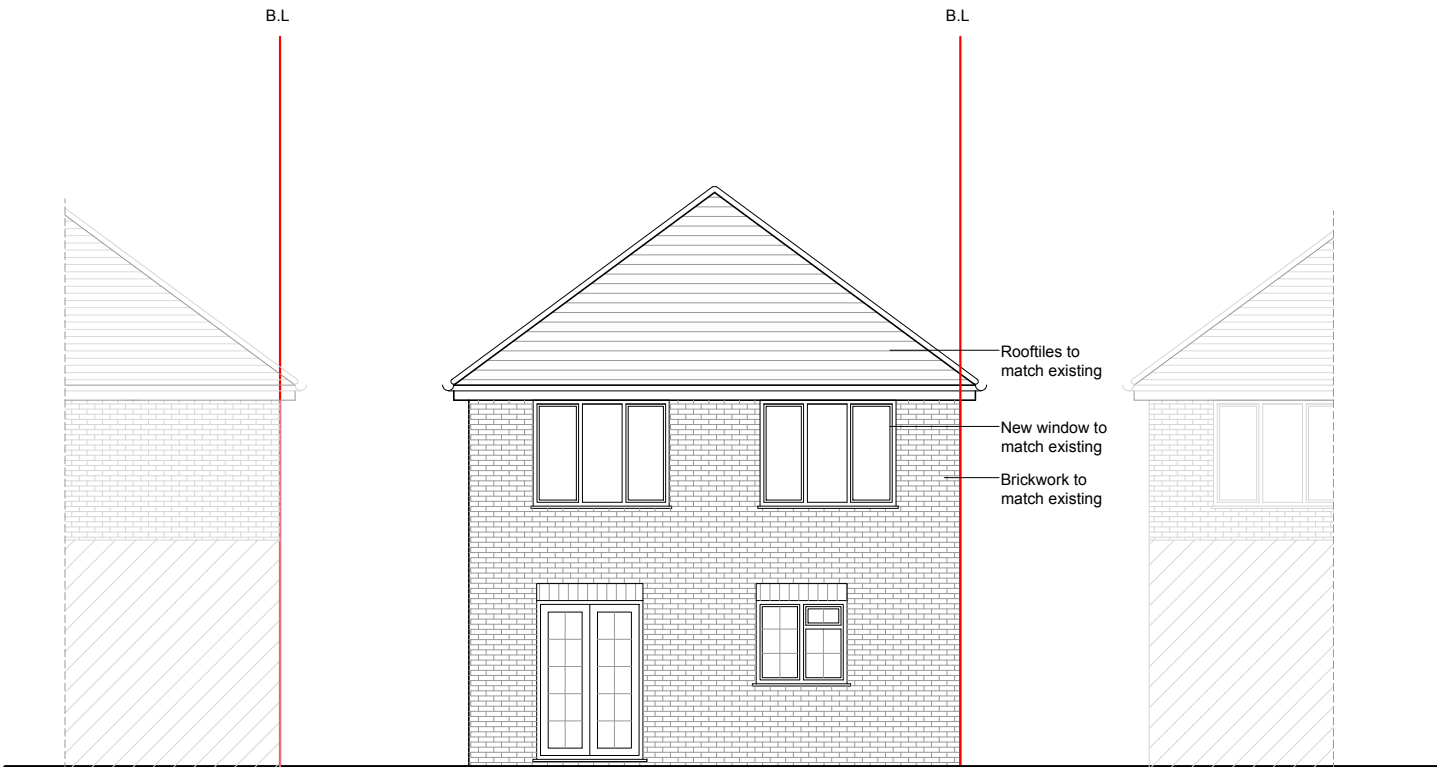 B.L
B.L
Rooftiles to
match existing
New window to
match existing
Brickwork to
match existing